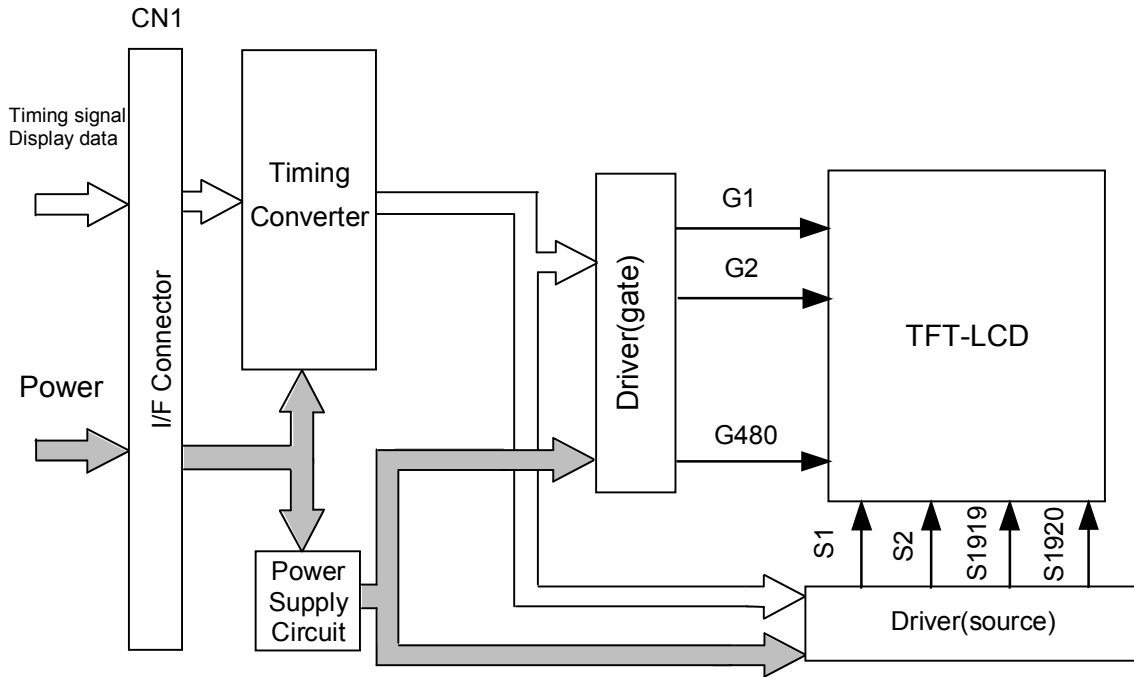 CN1
Timing signal
Display data
Timing
Converter
I/F Connector
Power
Driver(gate)
G1
G2
G480
TFT-LCD
Power
Supply
Circuit
S1
S2
S1919
S1920
Driver(source)